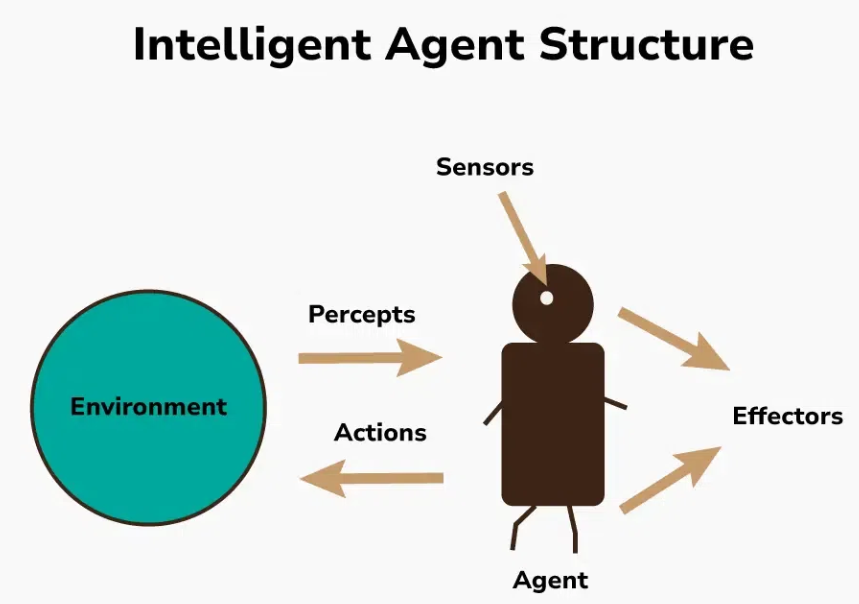 Intelligent Agent Structure
Sensors
Percepts
Environment
Actions
Effectors
Agent